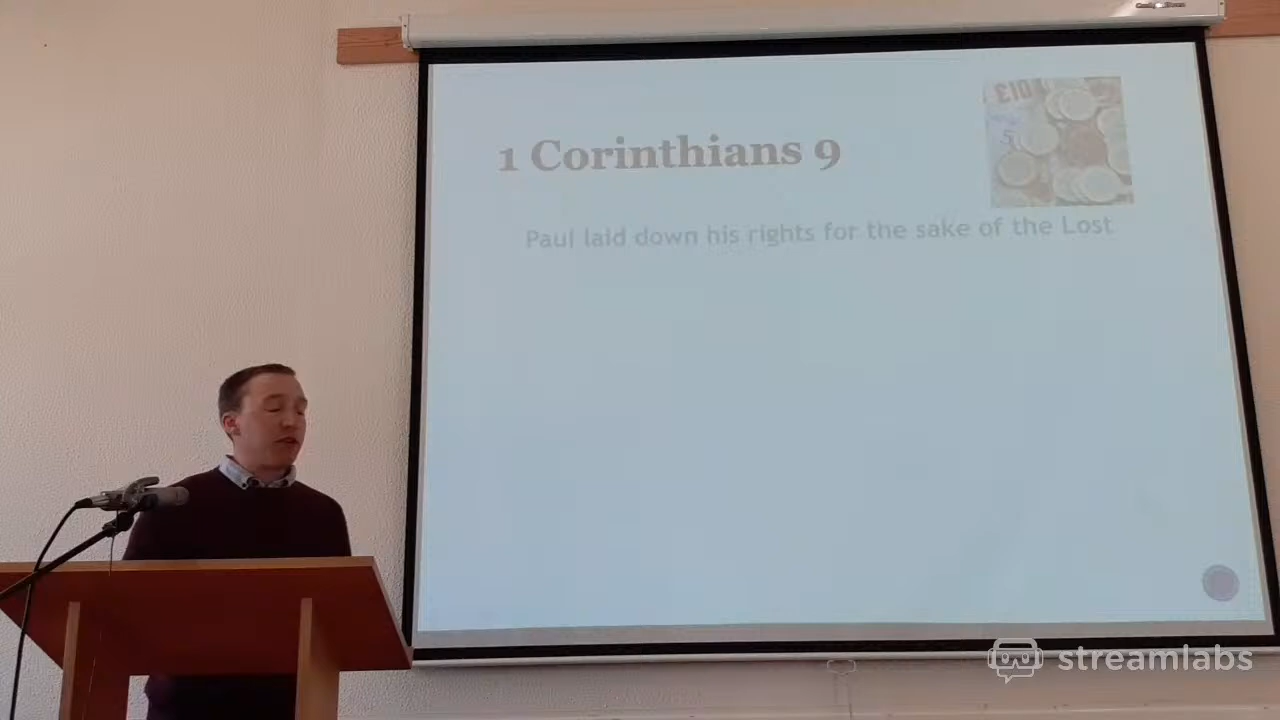 1 Corinthians 9
Paul laid down his rights for the sake of the Lost
streamlabs